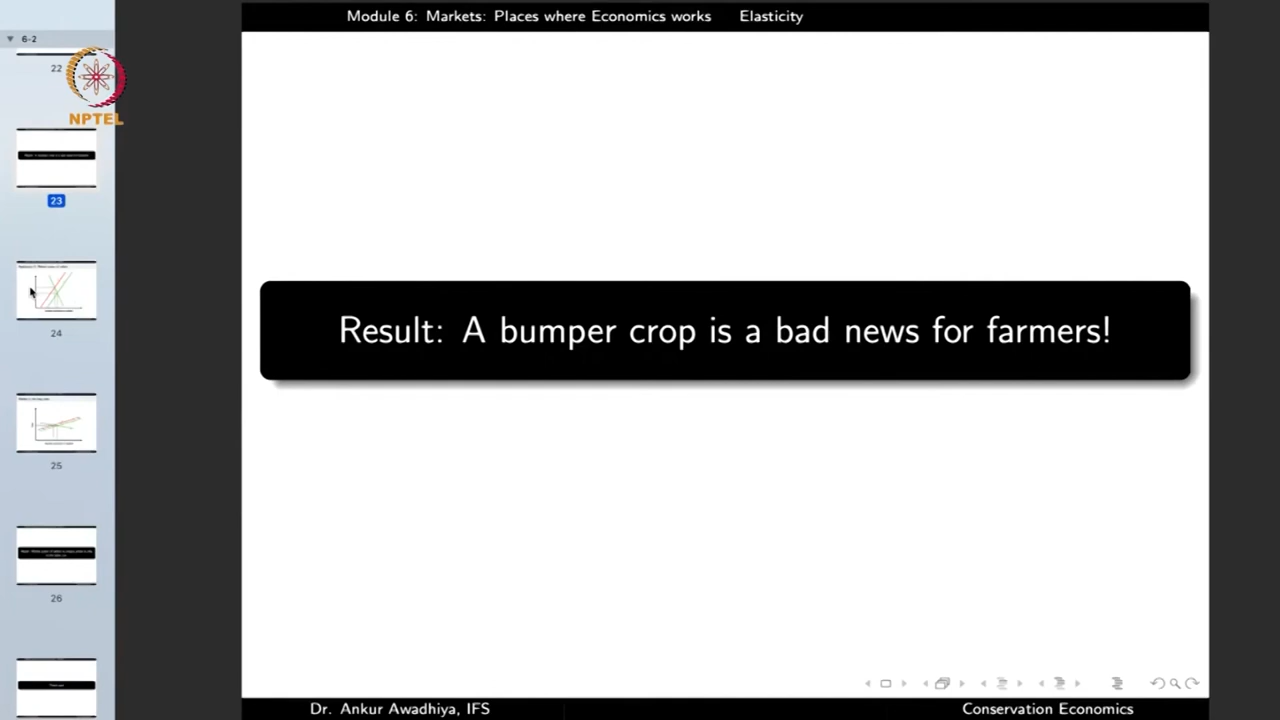 Module 6: Markets: Places where Economics works Elasticity
6-2
22
NPTEL
23
24
25
26
Result: A bumper crop is a bad news for farmers!
Dr. Ankur Awadhiya, IFS Conservation Economics